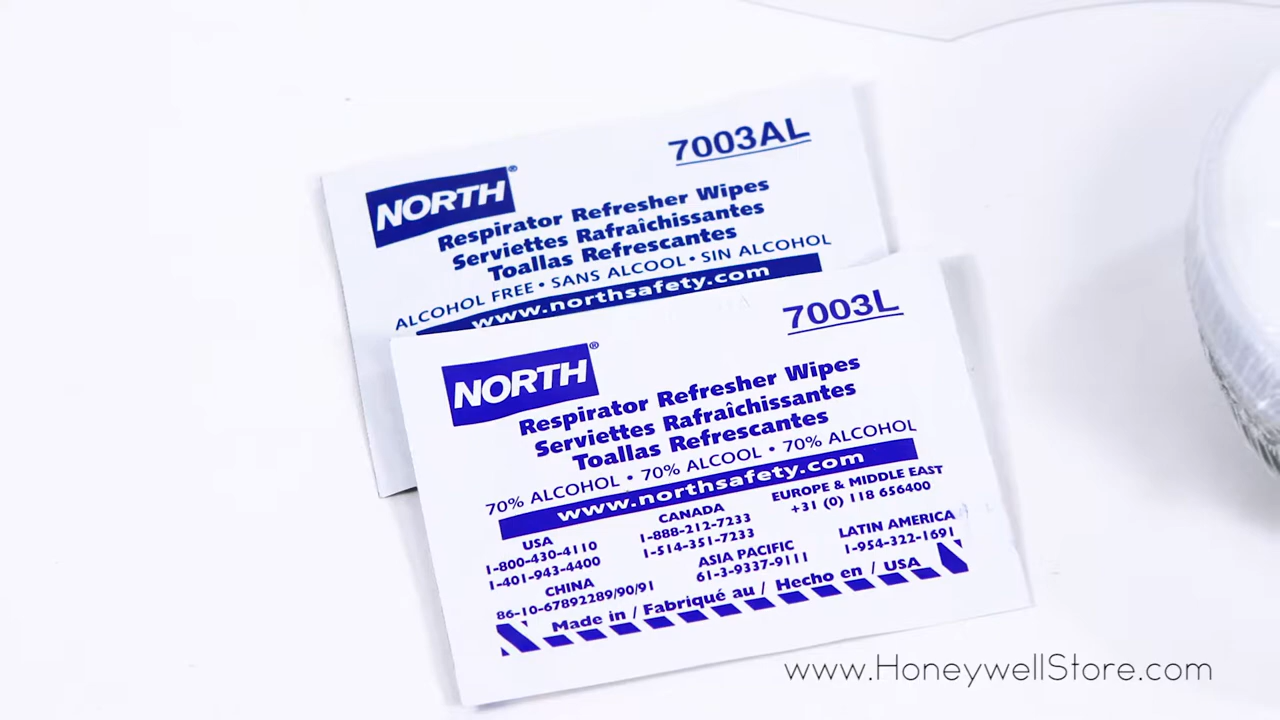 7003AL
NORTH®
Respirator Refresher Wipes
Serviettes Rafraîchissantes
Toallas Refrescantes
ALCOHOL FREE • SANS ALCOOL • SIN ALCOHOL
www.northsafety.com
7003L
NORTH®
Respirator Refresher Wipes
Serviettes Rafraîchissantes
Toallas Refrescantes
70% ALCOHOL • 70% ALCOOL • 70% ALCOHOL
www.northsafety.com
USA
1-800-430-4110
1-401-943-4400
CANADA
1-888-212-7233
1-514-351-7233
EUROPE & MIDDLE EAST
+31 (0) 118 656400
CHINA
86-10-67892289/90/91
ASIA PACIFIC
61-3-9337-9111
LATIN AMERICA
1-954-322-1691
Made in / Fabriqué au / Hecho en / USA
www.HoneywellStore.com